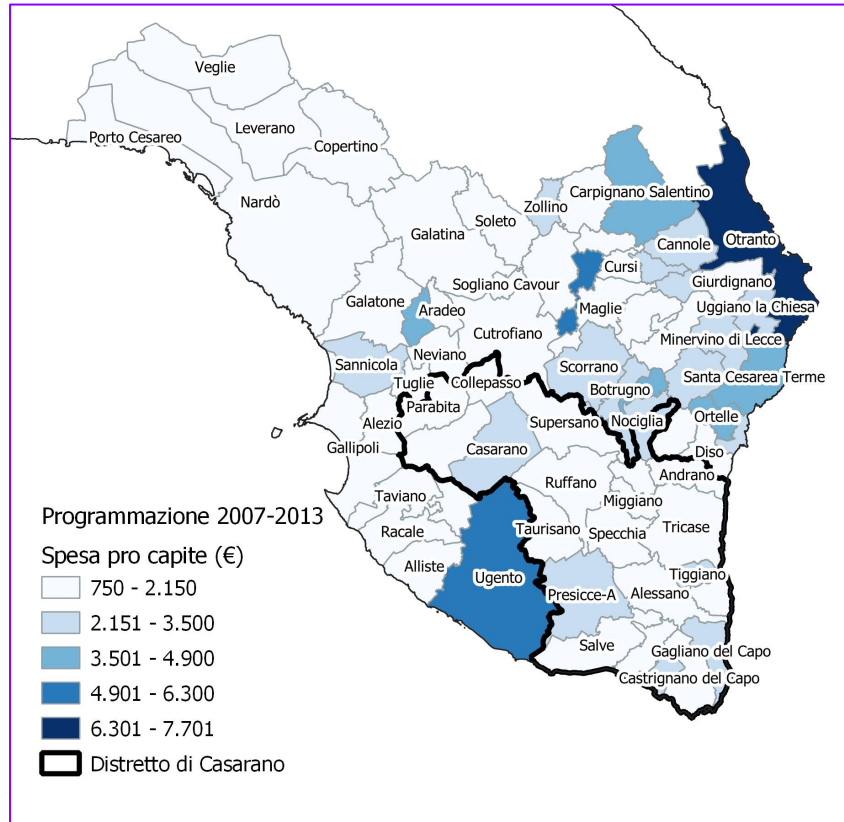 Veglie
Leverano
Porto Cesareo
Copertino
Nardò
Carpignano Salentino
Zollino
Soleto
Galatina
Cannole
Otranto
Cursi
Sogliano Cavour
Giurdignano
Galatone
Aradeo
Maglie
Uggiano la Chiesa
Cutrofiano
Minervino di Lecce
Neviano
Sannicola
Scorrano
Santa Cesarea Terme
Tuglie
Collepasso
Botrugno
Parabita
Ortelle
Alezio
Supersano
Nociglia
Gallipoli
Casarano
Diso
Andrano
Ruffano
Taviano
Miggiano
Racale
Taurisano
Specchia
Tricase
Alliste
Ugento
Tiggiano
Presicce-A
Alessano
Salve
Gagliano del Capo
Castrignano del Capo
Programmazione 2007-2013
Spesa pro capite (€)
750 - 2.150
2.151 - 3.500
3.501 - 4.900
4.901 - 6.300
6.301 - 7.701
Distretto di Casarano